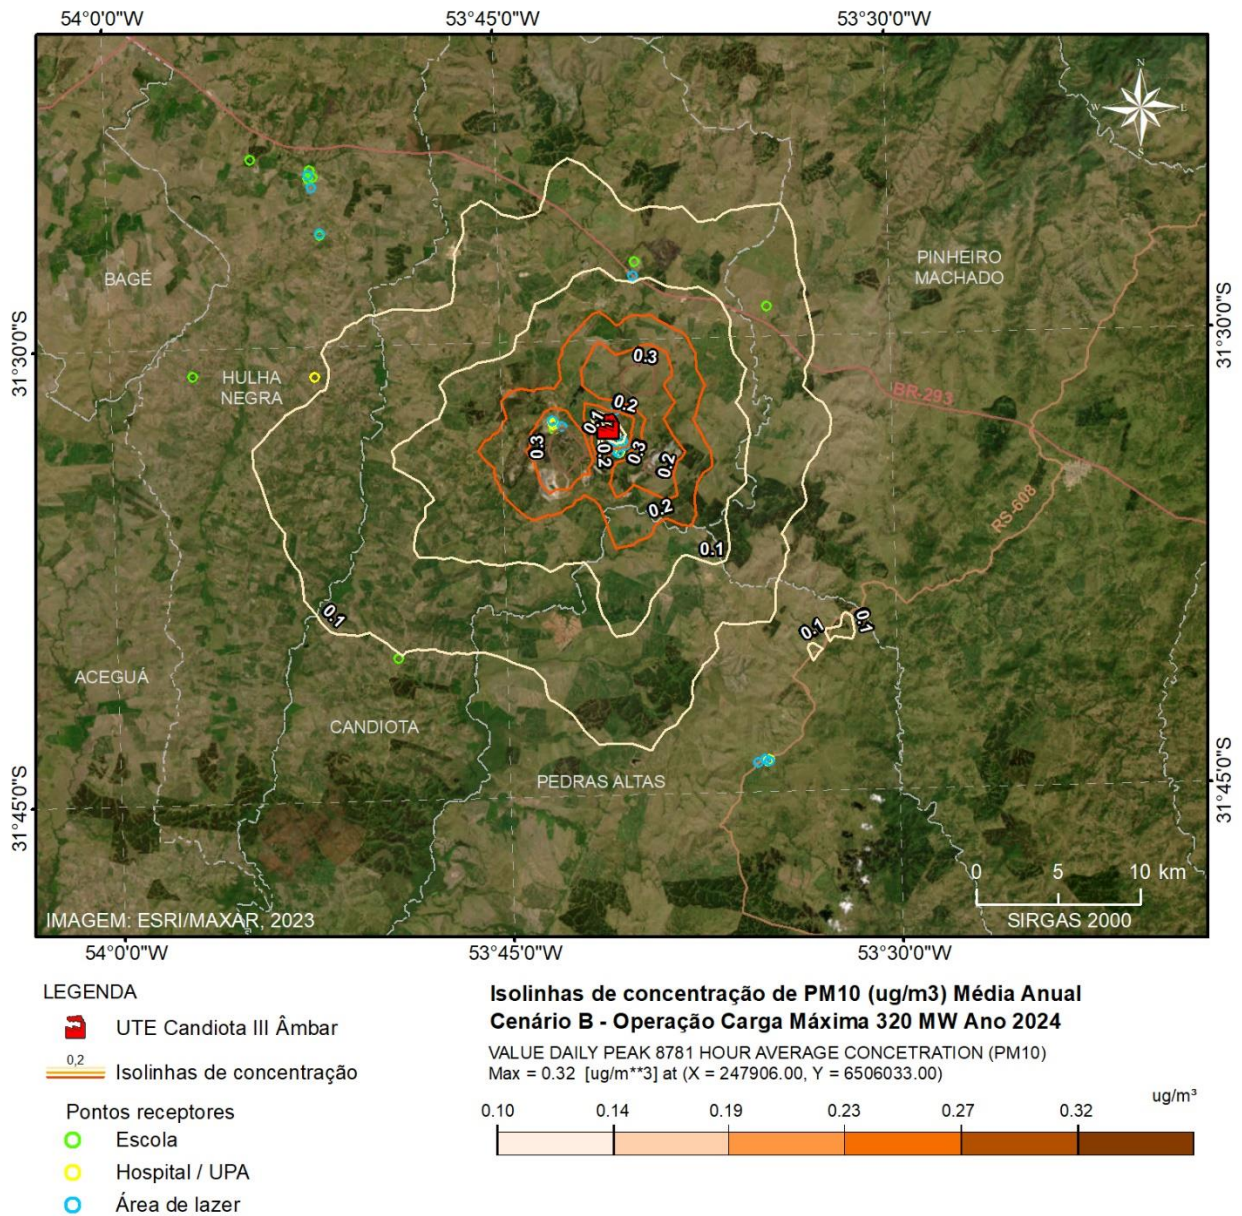 54°0'0"W
53°45'0"W
53°30'0"W
31°30'0"S
31°30'0"S
N
W E
S
BAGÉ
PINHEIRO
MACHADO
HULHA
NEGRA
BR-293
0.3
0.2
0.1
0.3
0.2
0.3
0.2
0.2
0.1
RS-608
0.1
0.1
0.1
ACEGUÁ
CANDIOTA
PEDRAS ALTAS
31°45'0"S
31°45'0"S
0 5 10 km
SIRGAS 2000
IMAGEM: ESRI/MAXAR, 2023
54°0'0"W
53°45'0"W
53°30'0"W
LEGENDA
UTE Candiota III Âmbar
0,2
Isolinhas de concentração
Pontos receptores
Escola
Hospital / UPA
Área de lazer
Isolinhas de concentração de PM10 (ug/m3) Média Anual
Cenário B - Operação Carga Máxima 320 MW Ano 2024
VALUE DAILY PEAK 8781 HOUR AVERAGE CONCETRATION (PM10)
Max = 0.32 [ug/m**3] at (X = 247906.00, Y = 6506033.00)
ug/m³
0.10 0.14 0.19 0.23 0.27 0.32